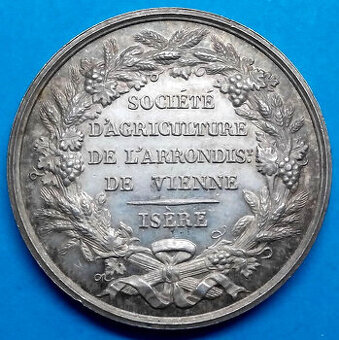 SOCIÉTÉ
D'AGRICULTURE
DE L'ARRONDIS.T
DE VIENNE
ISÈRE